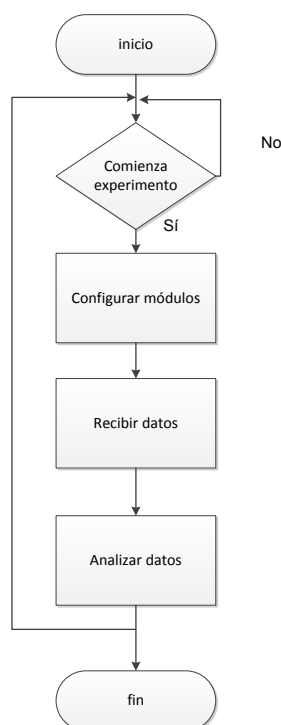 inicio
No
Comienza
experimento
Sí
Configurar módulos
Recibir datos
Analizar datos
fin